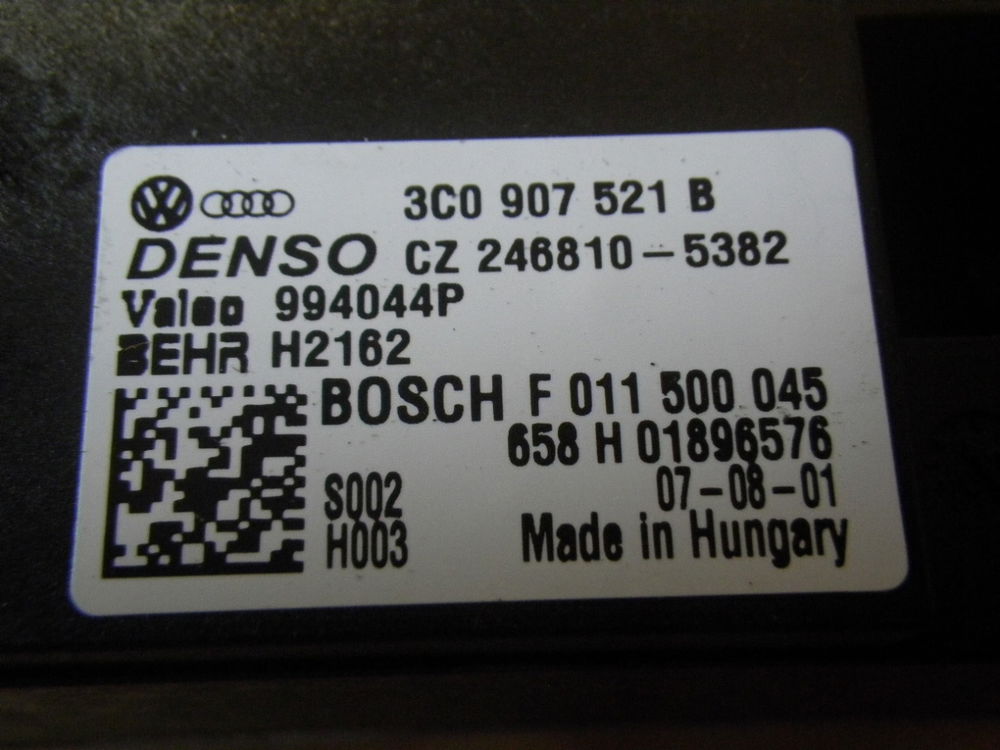 3C0 907 521 B
DENSO CZ 246810-5382
Valeo 994044P
BEHR H2162
BOSCH F 011 500 045
658 H 01896576
S002 07-08-01
H003 Made in Hungary